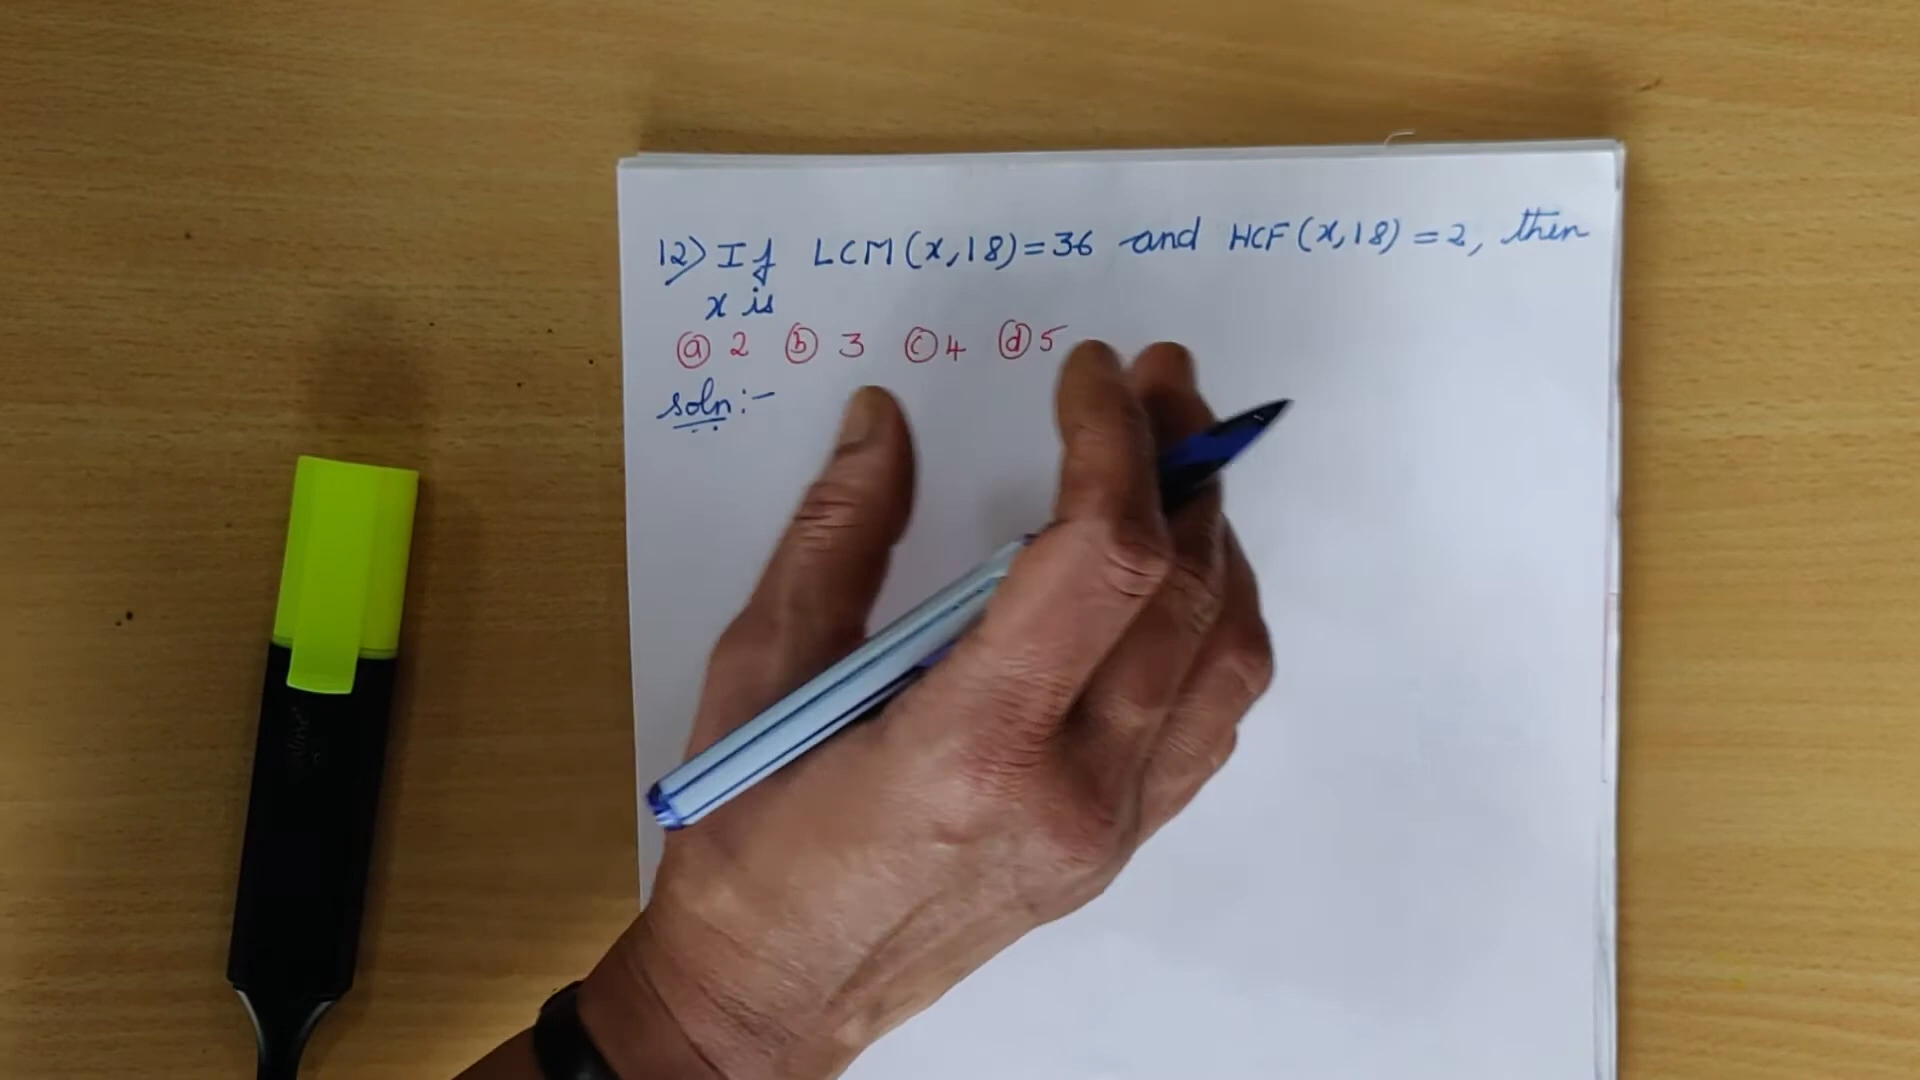 12) If LCM(x,18)=36 and HCF(x,18)=2, then
x is
ⓐ 2 ⓑ 3 ⓒ 4 ⓓ 5
soln:-